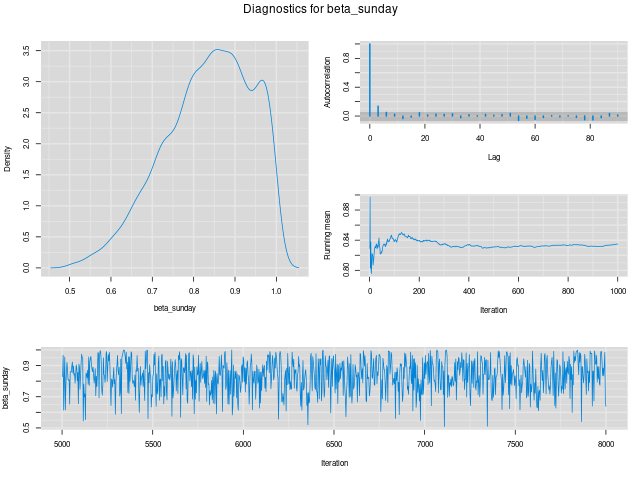 Diagnostics for beta_sunday
Density
0.0 0.5 1.0 1.5 2.0 2.5 3.0 3.5
0.5 0.6 0.7 0.8 0.9 1.0
beta_sunday
Autocorrelation
0.0 0.4 0.8
0 20 40 60 80
Lag
Running mean
0.80 0.84 0.88
0 200 400 600 800 1000
Iteration
beta_sunday
0.5 0.7 0.9
5000 5500 6000 6500 7000 7500 8000
Iteration